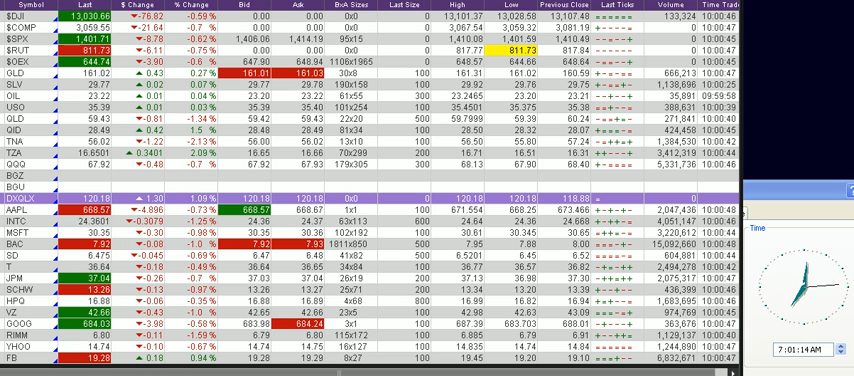 Symbol Last $ Change % Change Bid Ask BxA Sizes Last Size High Low Previous Close Last Ticks Volume Time Trade
$DJI 13,030.66 -76.82 -0.59 % 0.00 0.00 0x0 0 13,101.37 13,028.58 13,107.48 ====== 133,324 10:00:46
$COMP 3,059.55 -21.64 -0.7 % 0.00 0.00 0x0 0 3,067.54 3,059.32 3,081.19 0 10:00:47
$SPX 1,401.71 -8.78 -0.62 % 1,406.06 1,414.19 95x15 0 1,410.08 1,401.59 1,410.49 0 10:00:45
$RUT 811.73 -6.11 -0.75 % 0.00 0.00 0x0 0 817.77 811.73 817.84 0 10:00:47
$OEX 644.74 -3.90 -0.6 % 647.90 648.94 1106x1965 0 648.57 644.66 648.64 0 10:00:45
GLD 161.02 0.43 0.27 % 161.01 161.03 30x8 100 161.31 161.02 160.59 666,213 10:00:47
SLV 29.77 0.02 0.07 % 29.77 29.78 190x158 100 29.92 29.76 29.75 1,138,696 10:00:25
OIL 23.22 0.01 0.04 % 23.20 23.22 61x55 300 23.2465 23.20 23.21 35,891 09:59:58
USO 35.39 0.01 0.03 % 35.39 35.40 101x254 100 35.4501 35.375 35.38 388,631 10:00:39
QLD 59.43 -0.81 -1.34 % 59.42 59.45 22x20 500 59.7999 59.39 60.24 271,841 10:00:40
QID 28.49 0.42 1.5 % 28.48 28.49 81x34 100 28.50 28.32 28.07 424,458 10:00:45
TNA 56.02 -1.22 -2.13 % 56.00 56.02 13x10 100 56.50 55.80 57.24 1,384,530 10:00:42
TZA 16.6501 0.3401 2.09 % 16.65 16.66 70x299 200 16.71 16.51 16.31 3,412,319 10:00:44
QQQ 67.92 -0.48 -0.7 % 67.92 67.93 179x305 300 68.13 67.90 68.40 5,331,736 10:00:46
BGZ
BGU
DXQLX 120.18 1.30 1.09 % 120.18 120.18 0x0 0 120.18 120.18 118.88 = 0
AAPL 668.57 -4.896 -0.73 % 668.57 668.67 1x1 100 671.554 668.25 673.466 2,047,436 10:00:48
INTC 24.3601 -0.3079 -1.25 % 24.36 24.37 63x113 600 24.64 24.36 24.668 4,051,147 10:00:46
MSFT 30.35 -0.30 -0.98 % 30.35 30.36 102x192 100 30.61 30.345 30.65 3,220,612 10:00:44
BAC 7.92 -0.08 -1.0 % 7.92 7.93 1811x850 500 7.95 7.88 8.00 15,092,660 10:00:48
SD 6.475 -0.045 -0.69 % 6.47 6.48 41x82 500 6.5201 6.45 6.52 604,881 10:00:44
T 36.64 -0.18 -0.49 % 36.64 36.65 34x84 100 36.77 36.57 36.82 2,494,278 10:00:42
JPM 37.04 -0.26 -0.7 % 37.03 37.04 26x19 200 37.13 36.98 37.30 2,075,317 10:00:47
SCHW 13.26 -0.13 -0.97 % 13.26 13.27 25x71 100 13.34 13.20 13.39 436,399 10:00:46
HPQ 16.88 -0.06 -0.35 % 16.88 16.89 4x68 800 16.99 16.82 16.94 1,683,695 10:00:45
VZ 42.66 -0.43 -1.0 % 42.65 42.66 23x5 100 42.98 42.56 43.09 974,769 10:00:45
GOOG 684.03 -3.98 -0.58 % 683.98 684.24 3x1 100 687.39 683.703 688.01 363,676 10:00:47
RIMM 6.80 -0.11 -1.59 % 6.79 6.80 115x172 100 6.885 6.79 6.91 1,129,137 10:00:40
YHOO 14.74 -0.10 -0.67 % 14.74 14.75 16x127 100 14.835 14.74 14.84 1,244,890 10:00:46
FB 19.28 0.18 0.94 % 19.28 19.29 8x27 100 19.45 19.10 6,832,671 10:00:47
Time
7:01:14 AM